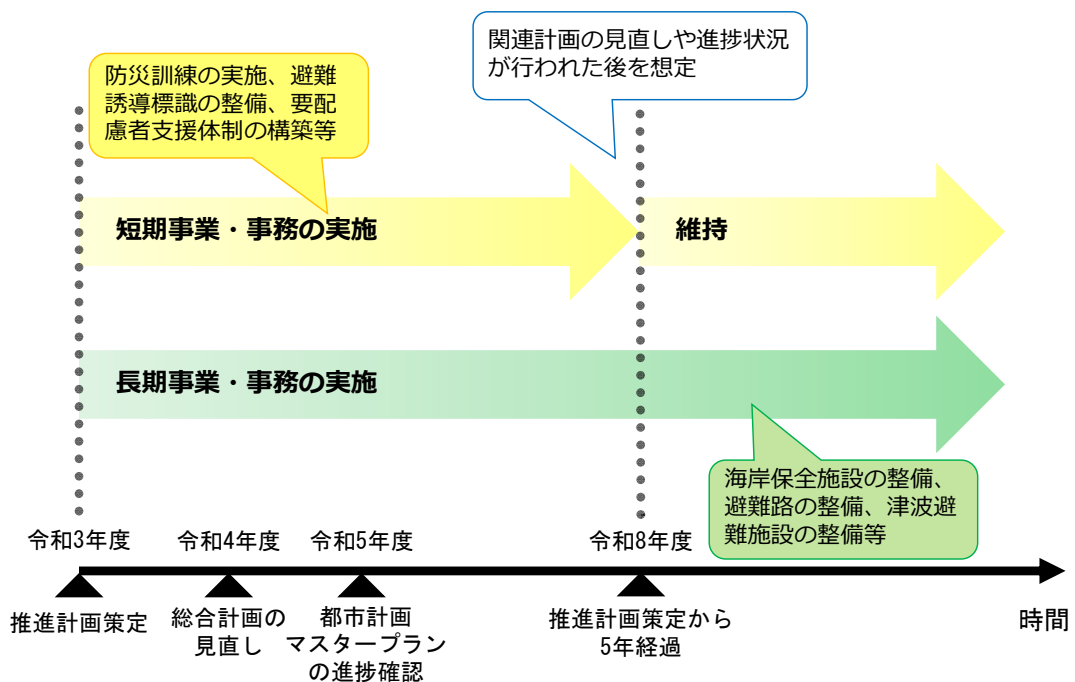 関連計画の見直しや進捗状況
が行われた後を想定
防災訓練の実施、避難
誘導標識の整備、要配
慮者支援体制の構築等
短期事業・事務の実施
維持
長期事業・事務の実施
海岸保全施設の整備、
避難路の整備、津波避
難施設の整備等
令和3年度
令和4年度
令和5年度
令和8年度
推進計画策定
総合計画の
見直し
都市計画
マスタープラン
の進捗確認
推進計画策定から
5年経過
時間